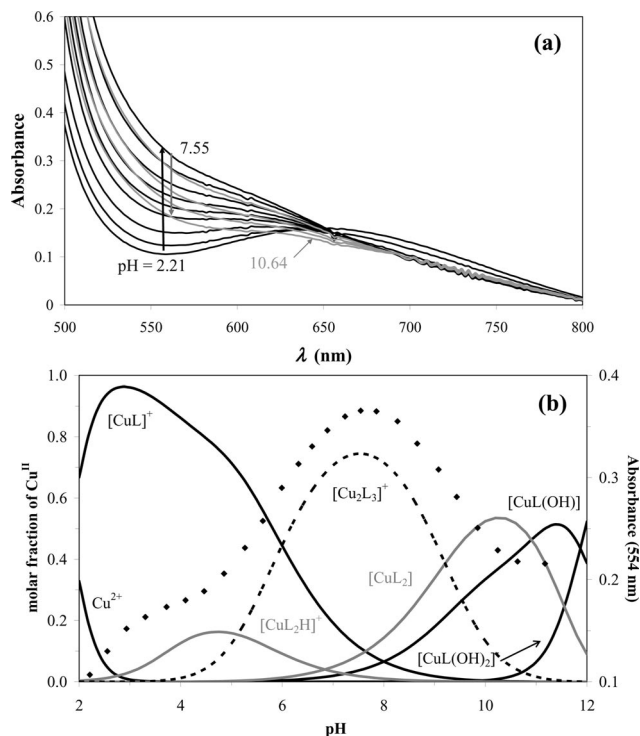 (a)
0.6
0.5
0.4
0.3
0.2
0.1
0
Absorbance
7.55
pH = 2.21
10.64
500 550 600 650 700 750 800
λ (nm)
(b)
1.0
0.8
0.6
0.4
0.2
0.0
molar fraction of Cu^II
0.4
0.3
0.2
0.1
Absorbance (554 nm)
[CuL]⁺
[Cu₂L₃]⁺
[CuL(OH)]
[CuL₂]
Cu²⁺
[CuL₂H]⁺
[CuL(OH)₂]⁻
2 4 6 8 10 12
pH